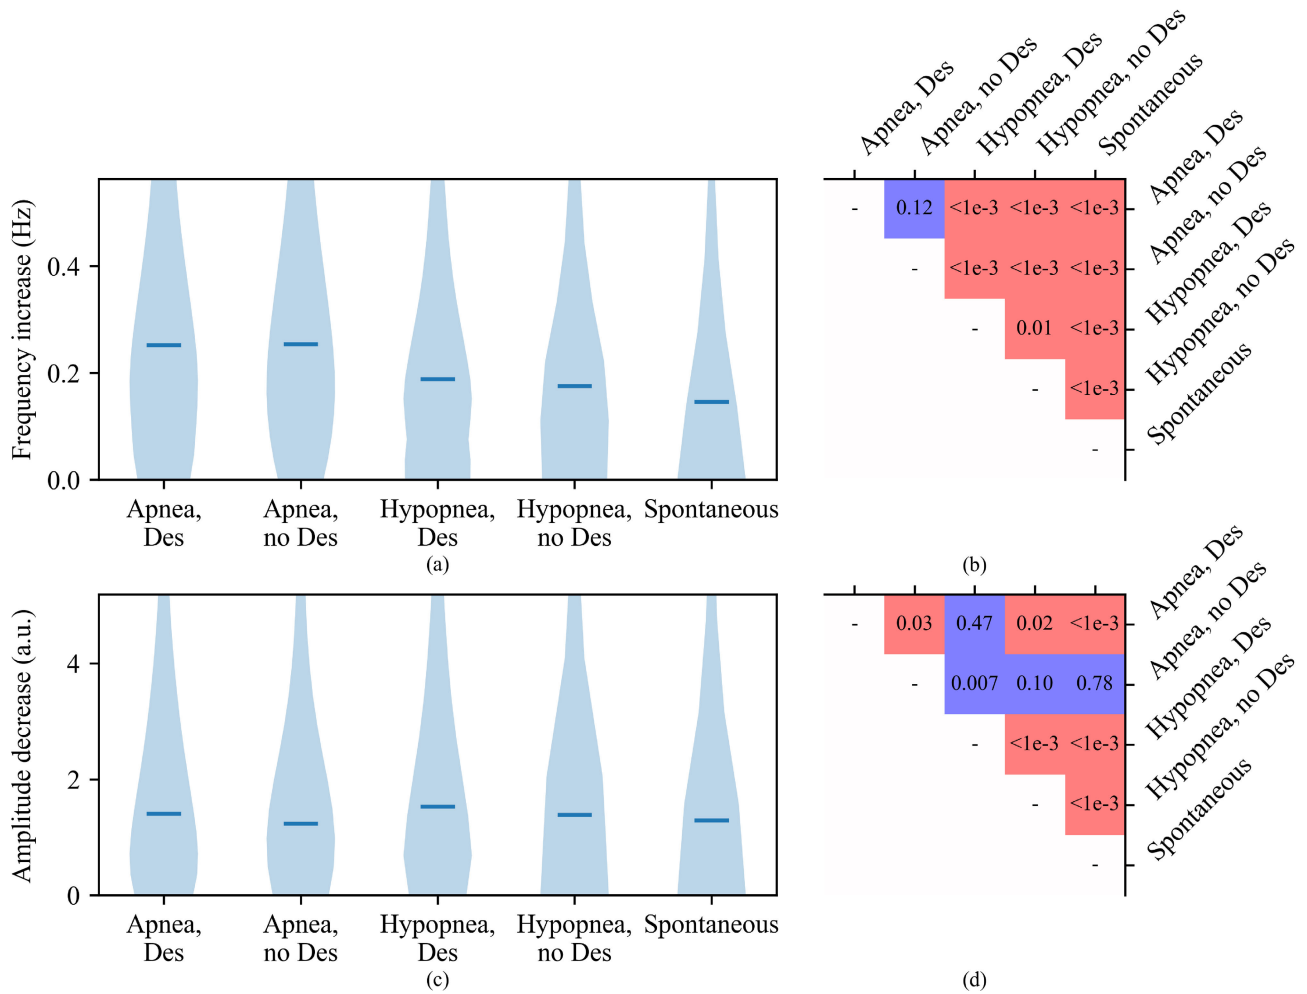 Frequency increase (Hz)
0.4
0.2
0.0
Apnea,
Des
Apnea,
no Des
Hypopnea,
Des
Hypopnea,
no Des
Spontaneous
(a)
Apnea, Des
Apnea, no Des
Hypopnea, Des
Hypopnea, no Des
Spontaneous
- 0.12 <1e-3 <1e-3 <1e-3
- <1e-3 <1e-3 <1e-3
- 0.01 <1e-3
- <1e-3
-
Apnea, Des
Apnea, no Des
Hypopnea, Des
Hypopnea, no Des
Spontaneous
(b)
Amplitude decrease (a.u.)
4
2
0
Apnea,
Des
Apnea,
no Des
Hypopnea,
Des
Hypopnea,
no Des
Spontaneous
(c)
- 0.03 0.47 0.02 <1e-3
- 0.007 0.10 0.78
- <1e-3 <1e-3
- <1e-3
-
Apnea, Des
Apnea, no Des
Hypopnea, Des
Hypopnea, no Des
Spontaneous
(d)